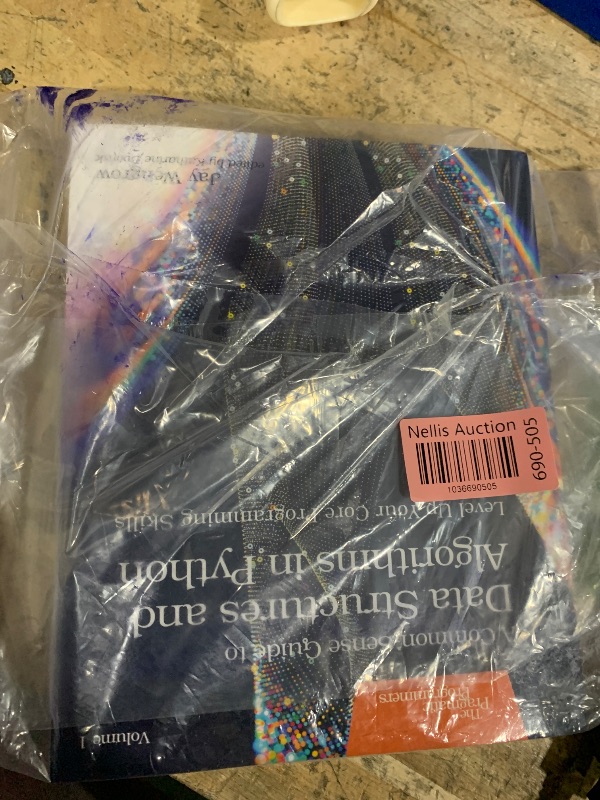 The
Pragmatic
Programmers
Volume 1
A Common-Sense Guide to
Data Structures and
Algorithms in Python
Level Up Your Core Programming Skills
Jay Wengrow
edited by Katharine Dvorak
Nellis Auction
1036690505
690-505